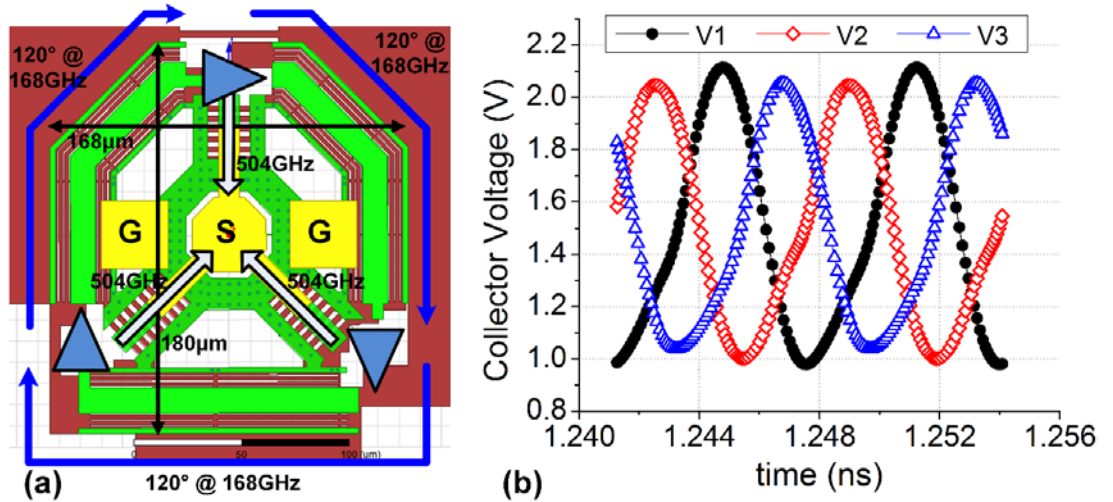 120° @
168GHz
120° @
168GHz
168μm
504GHz
G
S
G
504GHz
504GHz
180μm
0
50
100 (um)
(a)
120° @ 168GHz
V1
V2
V3
2.2
2.0
1.8
1.6
1.4
1.2
1.0
0.8
Collector Voltage (V)
1.240
1.244
1.248
1.252
1.256
(b)
time (ns)